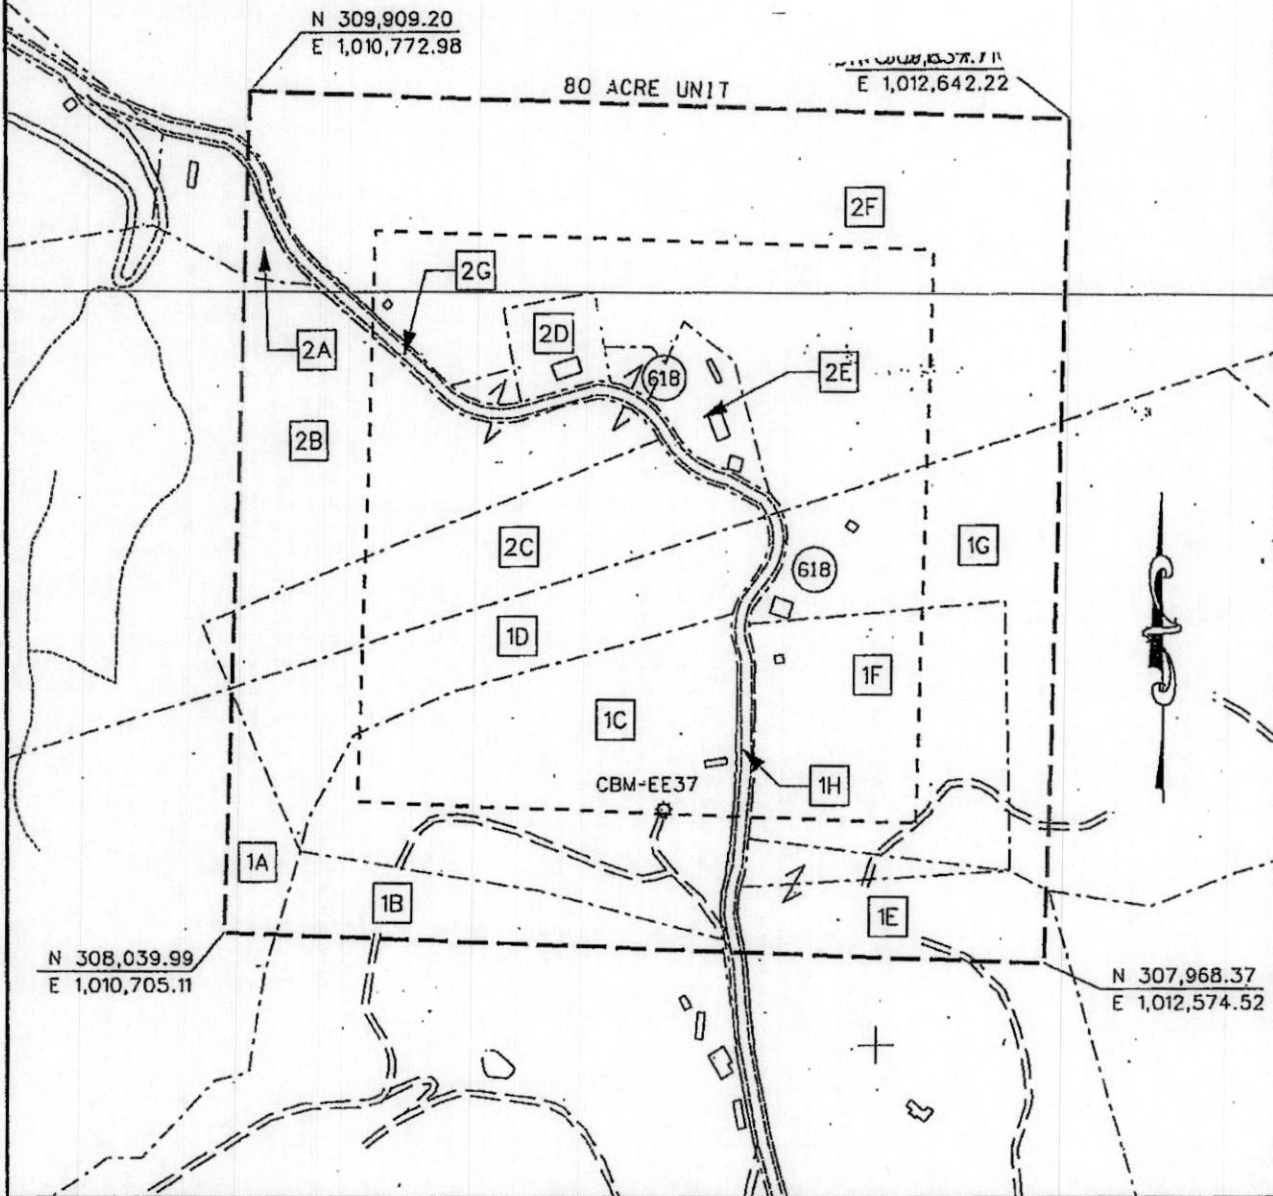 N 309,909.20
E 1,010,772.98
E 1,012,642.22
80 ACRE UNIT
2F
2G
2D
2A
61B
2E
2B
2C
1G
61B
1D
1F
1C
CBM-EE37
1H
1A
1B
1E
N 308,039.99
E 1,010,705.11
N 307,968.37
E 1,012,574.52